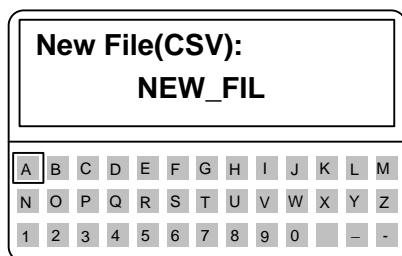 New File(CSV):
NEW_FIL
A B C D E F G H I J K L M
N O P Q R S T U V W X Y Z
1 2 3 4 5 6 7 8 9 0 – -